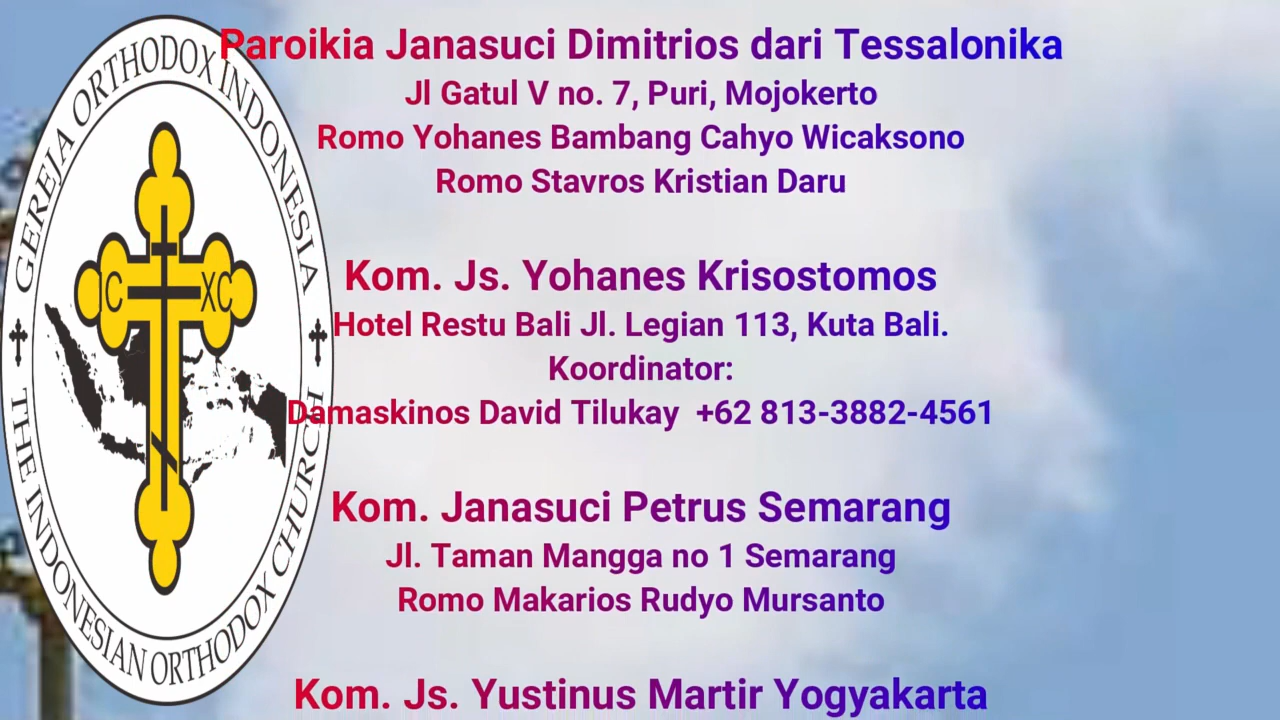 GEREJA ORTHODOX INDONESIA
THE INDONESIAN ORTHODOX CHURCH
IC XC
Paroikia Janasuci Dimitrios dari Tessalonika
Jl Gatul V no. 7, Puri, Mojokerto
Romo Yohanes Bambang Cahyo Wicaksono
Romo Stavros Kristian Daru
Kom. Js. Yohanes Krisostomos
Hotel Restu Bali Jl. Legian 113, Kuta Bali.
Koordinator:
Damaskinos David Tilukay  +62 813-3882-4561
Kom. Janasuci Petrus Semarang
Jl. Taman Mangga no 1 Semarang
Romo Makarios Rudyo Mursanto
Kom. Js. Yustinus Martir Yogyakarta